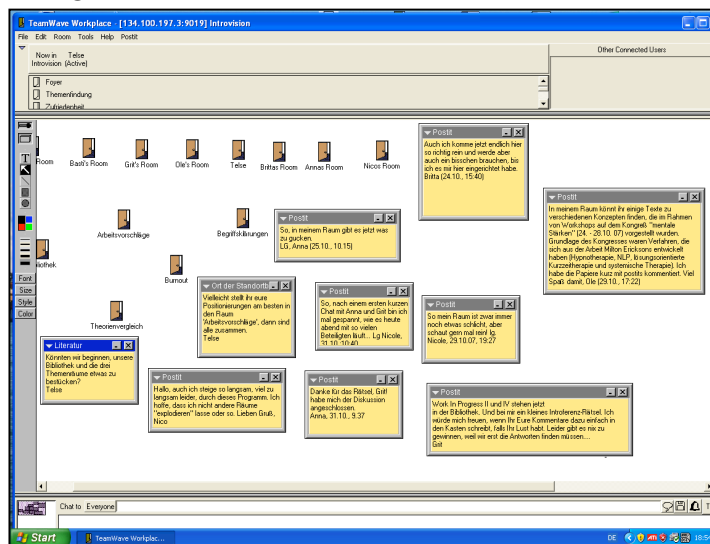 TeamWave Workplace - [134.100.197.3:9019] Introvision
File Edit Room Tools Help Postit
Now in
Introvision
Telse
(Active)
Other Connected Users
Foyer
Themenfindung
Zufriedenheit
Room
Basti's Room
Grit's Room
Ole's Room
Telse
Brittas Room
Annas Room
Nicos Room
Postit
Auch ich komme jetzt endlich hier
so richtig rein und werde aber
auch ein bisschen brauchen, bis
ich es mir hier eingerichtet habe.
Britta (24.10., 15:40)
Postit
In meinem Raum könnt ihr einige Texte zu
verschiedenen Konzepten finden, die im Rahmen
von Workshops auf dem Kongreß "mentale
Stärken" (24. - 28.10. 07) vorgestellt wurden.
Grundlage des Kongresses waren Verfahren, die
sich aus der Arbeit Milton Ericksons entwickelt
haben (Hypnotherapie, NLP, lösungsorientierte
Kurzzeittherapie und systemische Therapie). Ich
habe die Papiere kurz mit postits kommentiert. Viel
Spaß damit, Ole (29.10., 17:22)
Arbeitsvorschläge
Begriffsklärungen
Postit
So, in meinem Raum gibt es jetzt was
zu gucken.
LG, Anna (25.10., 10.15)
bliothek
Burnout
Theorienvergleich
Ort der Standortb
Vielleicht stellt ihr eure
Positionierungen am besten in
den Raum
'Arbeitsvorschläge', dann sind
alle zusammen.
Telse
Postit
So, nach einem ersten kurzen
Chat mit Anna und Grit bin ich
mal gespannt, wie es heute
abend mit so vielen
Beteiligten läuft... Lg Nicole,
31.10. 10:40
Postit
So mein Raum ist zwar immer
noch etwas schlicht, aber
schaut gern mal rein! lg.
Nicole, 29.10.07, 19:27
Literatur
Könnten wir beginnen, unsere
Bibliothek und die drei
Themenräume etwas zu
bestücken?
Telse
Postit
Hallo, auch ich steige so langsam, viel zu
langsam leider, durch dieses Programm. Ich
hoffe, dass ich nicht andere Räume
"explodieren" lasse oder so. Lieben Gruß,
Nico
Postit
Danke für das Rätsel, Grit!
habe mich der Diskussion
angeschlossen.
Anna, 31.10., 9.37
Postit
Work In Progress II und IV stehen jetzt
in der Bibliothek. Und bei mir ein kleines Introferenz-Rätsel. Ich
würde mich freuen, wenn Ihr Eure Kommentare dazu einfach in
den Kasten schreibt, falls Ihr Lust habt. Leider gibt es nix zu
gewinnen, weil wir erst die Antworten finden müssen....
Grit
T
Font
Size
Style
Color
Chat to Everyone
T
Start
TeamWave Workplac...
DE
18:54